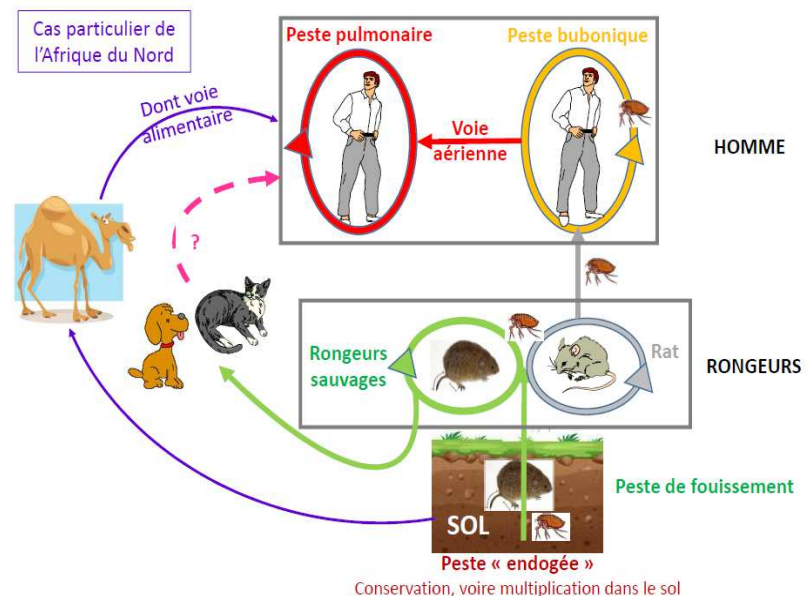 Cas particulier de
l'Afrique du Nord
Peste pulmonaire
Peste bubonique
Dont voie
alimentaire
Voie
aérienne
HOMME
?
Rongeurs
sauvages
Rat
RONGEURS
SOL
Peste de fouissement
Peste « endogée »
Conservation, voire multiplication dans le sol